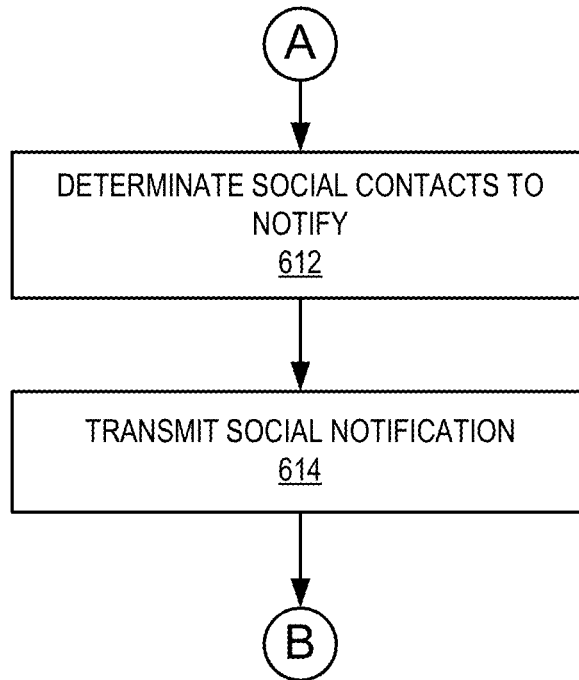 A
DETERMINATE SOCIAL CONTACTS TO
NOTIFY
612
TRANSMIT SOCIAL NOTIFICATION
614
B